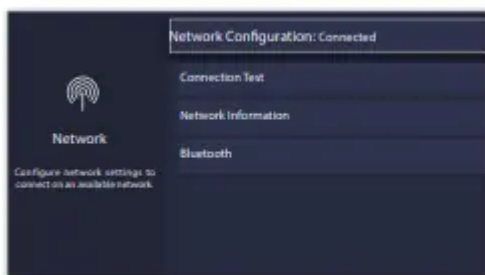 Network Configuration: Connected
Connection Test
Network Information
Bluetooth
Network
Configure network settings to
connect on an available network.